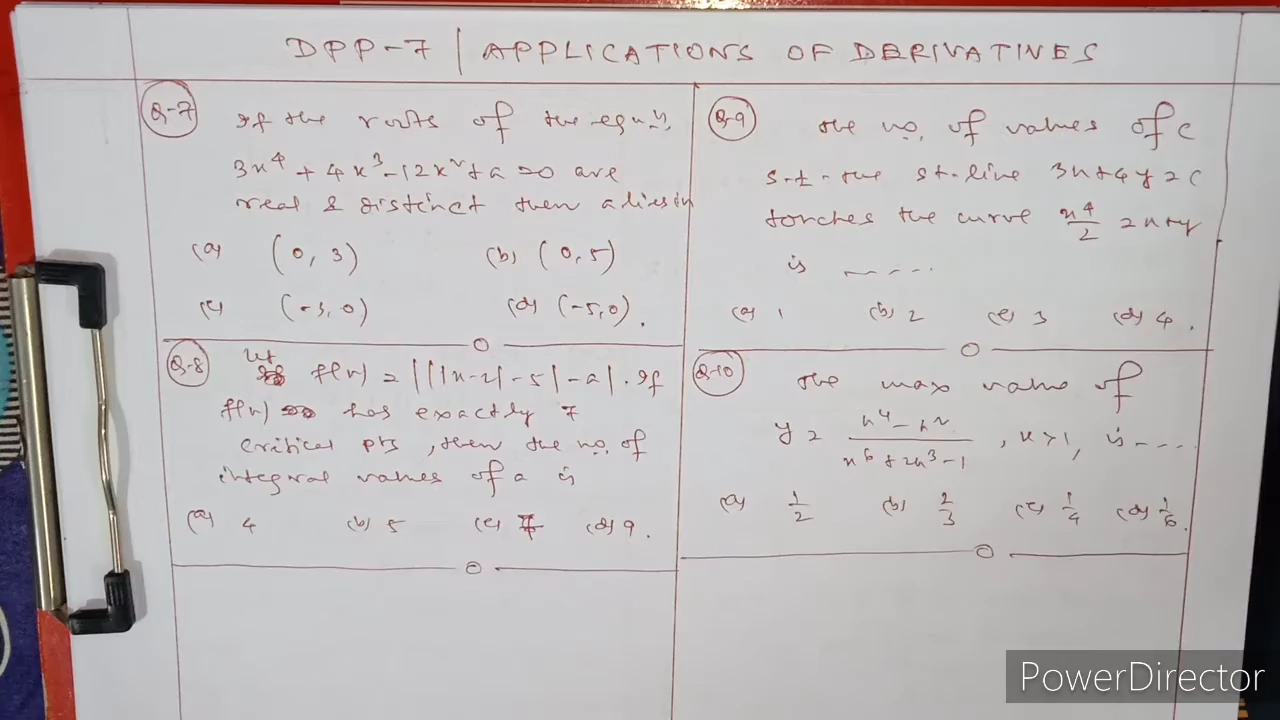 DPP-7 | APPLICATIONS OF DERIVATIVES
Q-7 If the roots of the equn.
3x⁴ + 4x³ - 12x² + a = 0 are
real & distinct then a lies in
(a) (0, 3) (b) (0, 5)
(c) (-3, 0) (d) (-5, 0).
Q-8 Let f(x) = |||x-2| - 5| - a|. If
f(x) has exactly 7
critical pts, then the no. of
integral values of a is
(a) 4 (b) 5 (c) 7 (d) 9.
Q-9 The no. of values of c
s.t. the st. line 3x + 4y = c
touches the curve x⁴/2 = x + y
is ----.
(a) 1 (b) 2 (c) 3 (d) 4.
Q-10 The max value of
y = (x⁴ - x²)/(x⁶ + 2x³ - 1), x > 1, is ----
(a) 1/2 (b) 2/3 (c) 1/4 (d) 1/6.
PowerDirector